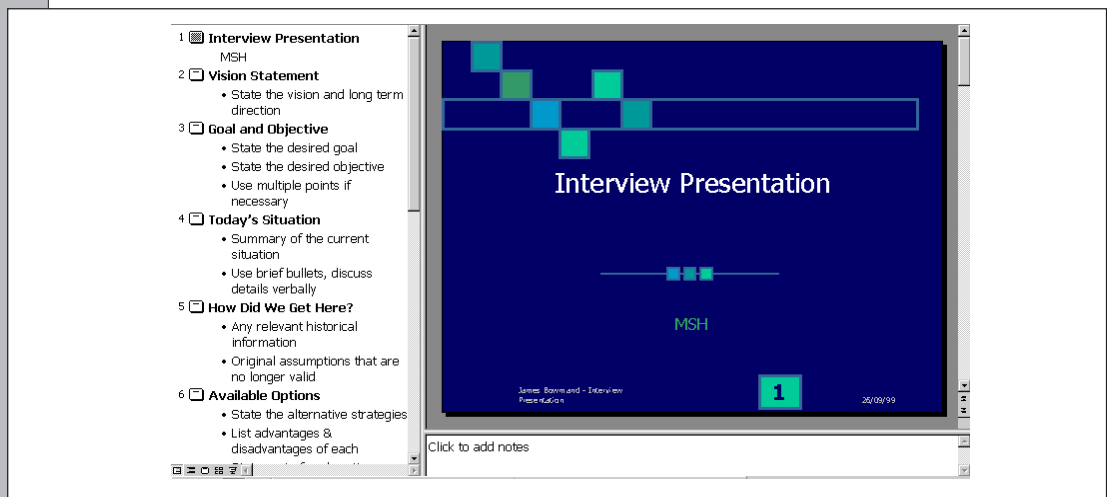 1 Interview Presentation
MSH
2 Vision Statement
• State the vision and long term
direction
3 Goal and Objective
• State the desired goal
• State the desired objective
• Use multiple points if
necessary
4 Today's Situation
• Summary of the current
situation
• Use brief bullets, discuss
details verbally
5 How Did We Get Here?
• Any relevant historical
information
• Original assumptions that are
no longer valid
6 Available Options
• State the alternative strategies
• List advantages &
disadvantages of each
Interview Presentation
MSH
James Bowmand - Interview
Presentation
1
26/09/99
Click to add notes